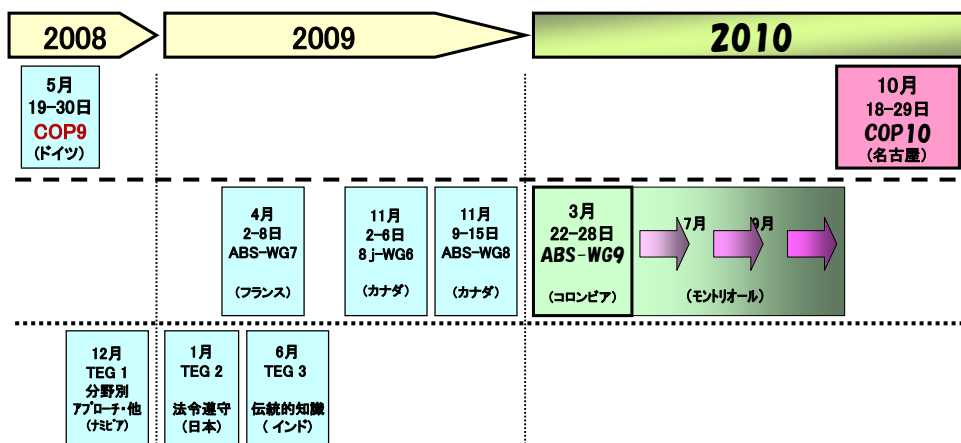 2008
2009
2010
5月
19-30日
COP9
(ドイツ)
10月
18-29日
COP10
(名古屋)
4月
2-8日
ABS-WG7
(フランス)
11月
2-6日
8j-WG6
(カナダ)
11月
9-15日
ABS-WG8
(カナダ)
3月
22-28日
ABS-WG9
(コロンビア)
7月
9月
(モントリオール)
12月
TEG 1
分野別
アプローチ・他
(ナミビア)
1月
TEG 2
法令遵守
(日本)
6月
TEG 3
伝統的知識
(インド)